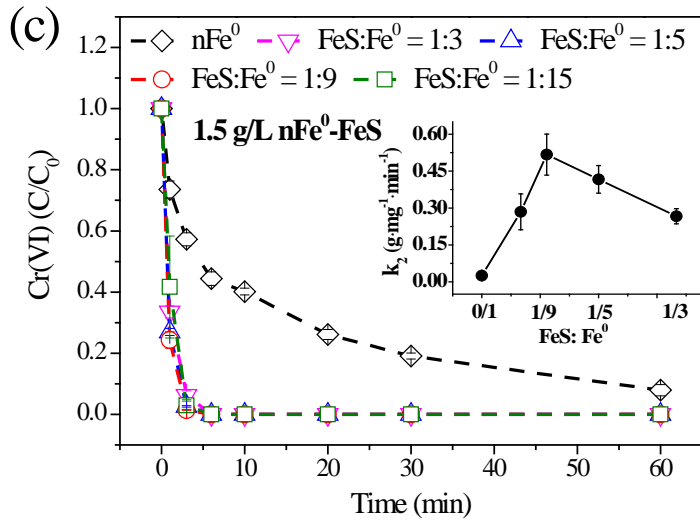 (c)
nFe⁰ FeS:Fe⁰ = 1:3 FeS:Fe⁰ = 1:5
FeS:Fe⁰ = 1:9 FeS:Fe⁰ = 1:15
1.5 g/L nFe⁰-FeS
Cr(VI) (C/C₀)
1.2
1.0
0.8
0.6
0.4
0.2
0.0
0 10 20 30 40 50 60
Time (min)
k₂ (g·mg⁻¹·min⁻¹)
0.60
0.45
0.30
0.15
0.00
0/1 1/9 1/5 1/3
FeS: Fe⁰